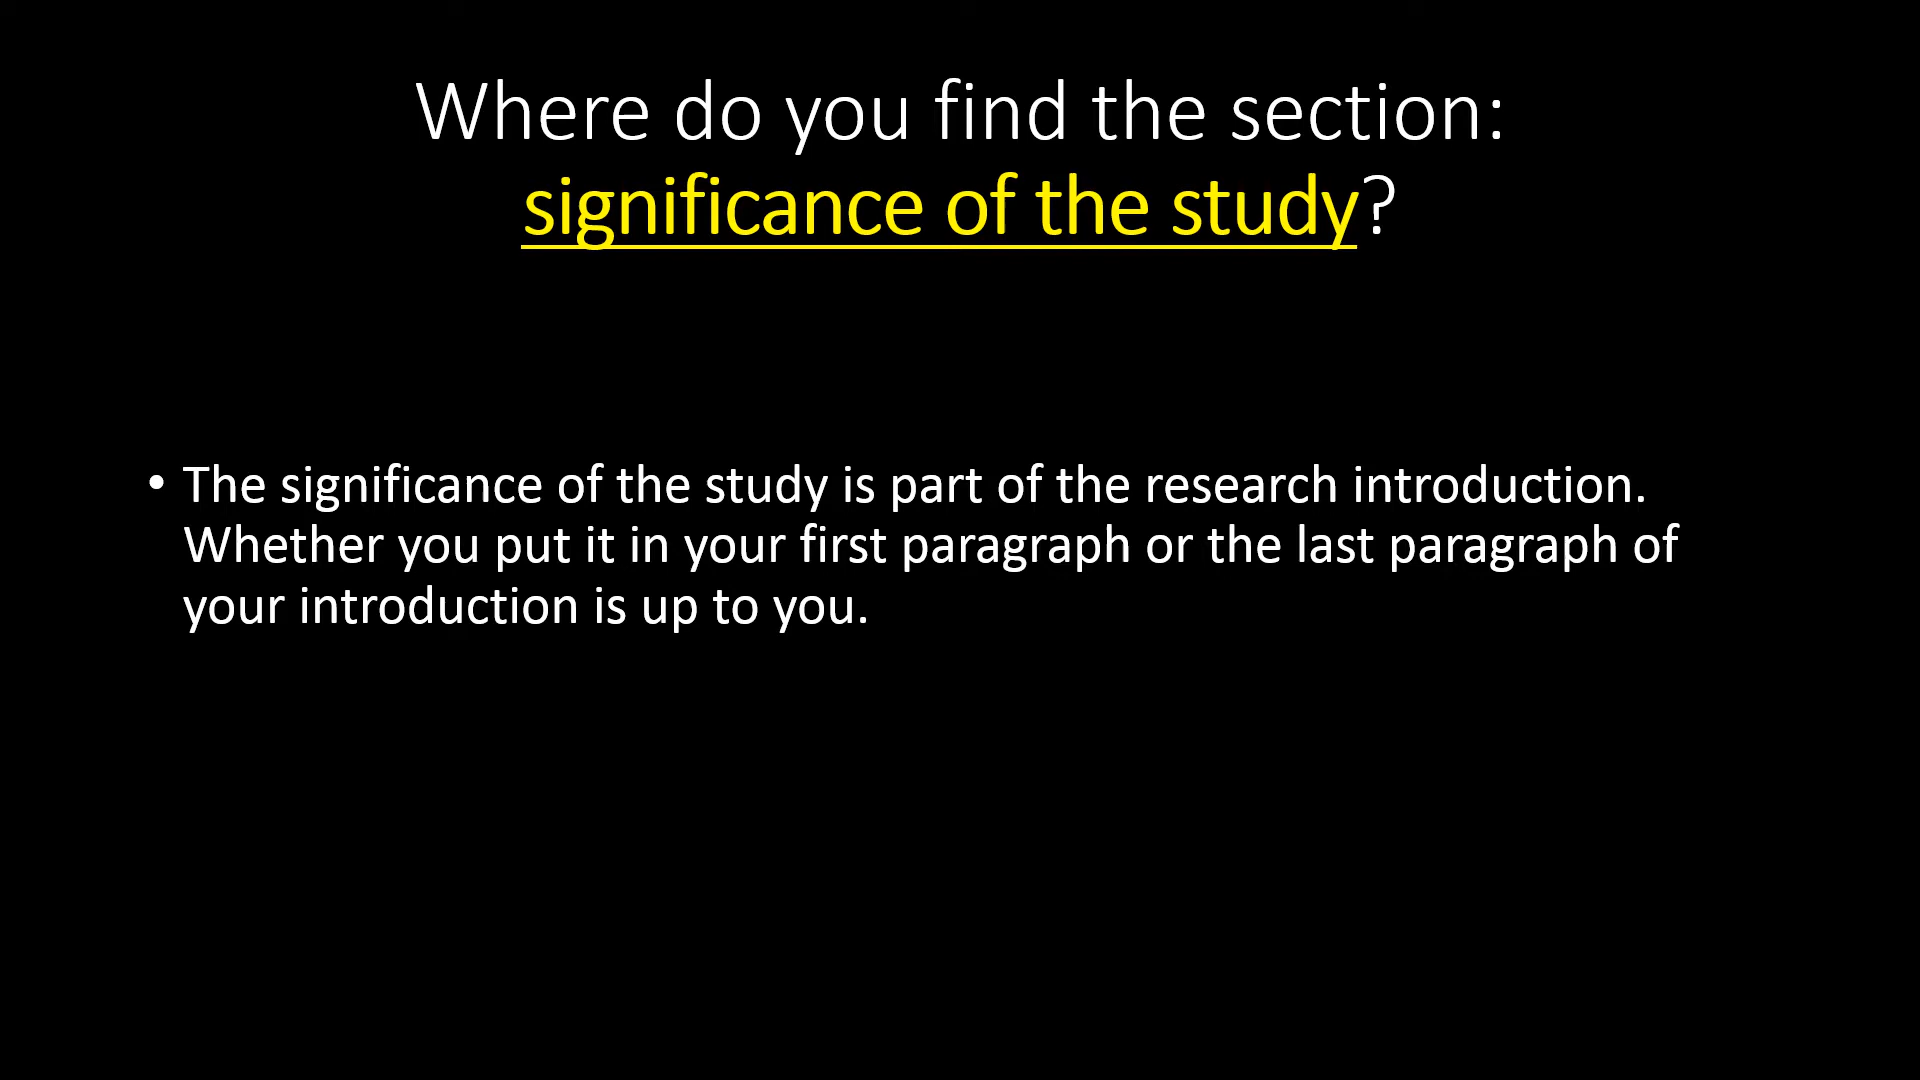 Where do you find the section:
significance of the study?
• The significance of the study is part of the research introduction.
Whether you put it in your first paragraph or the last paragraph of
your introduction is up to you.